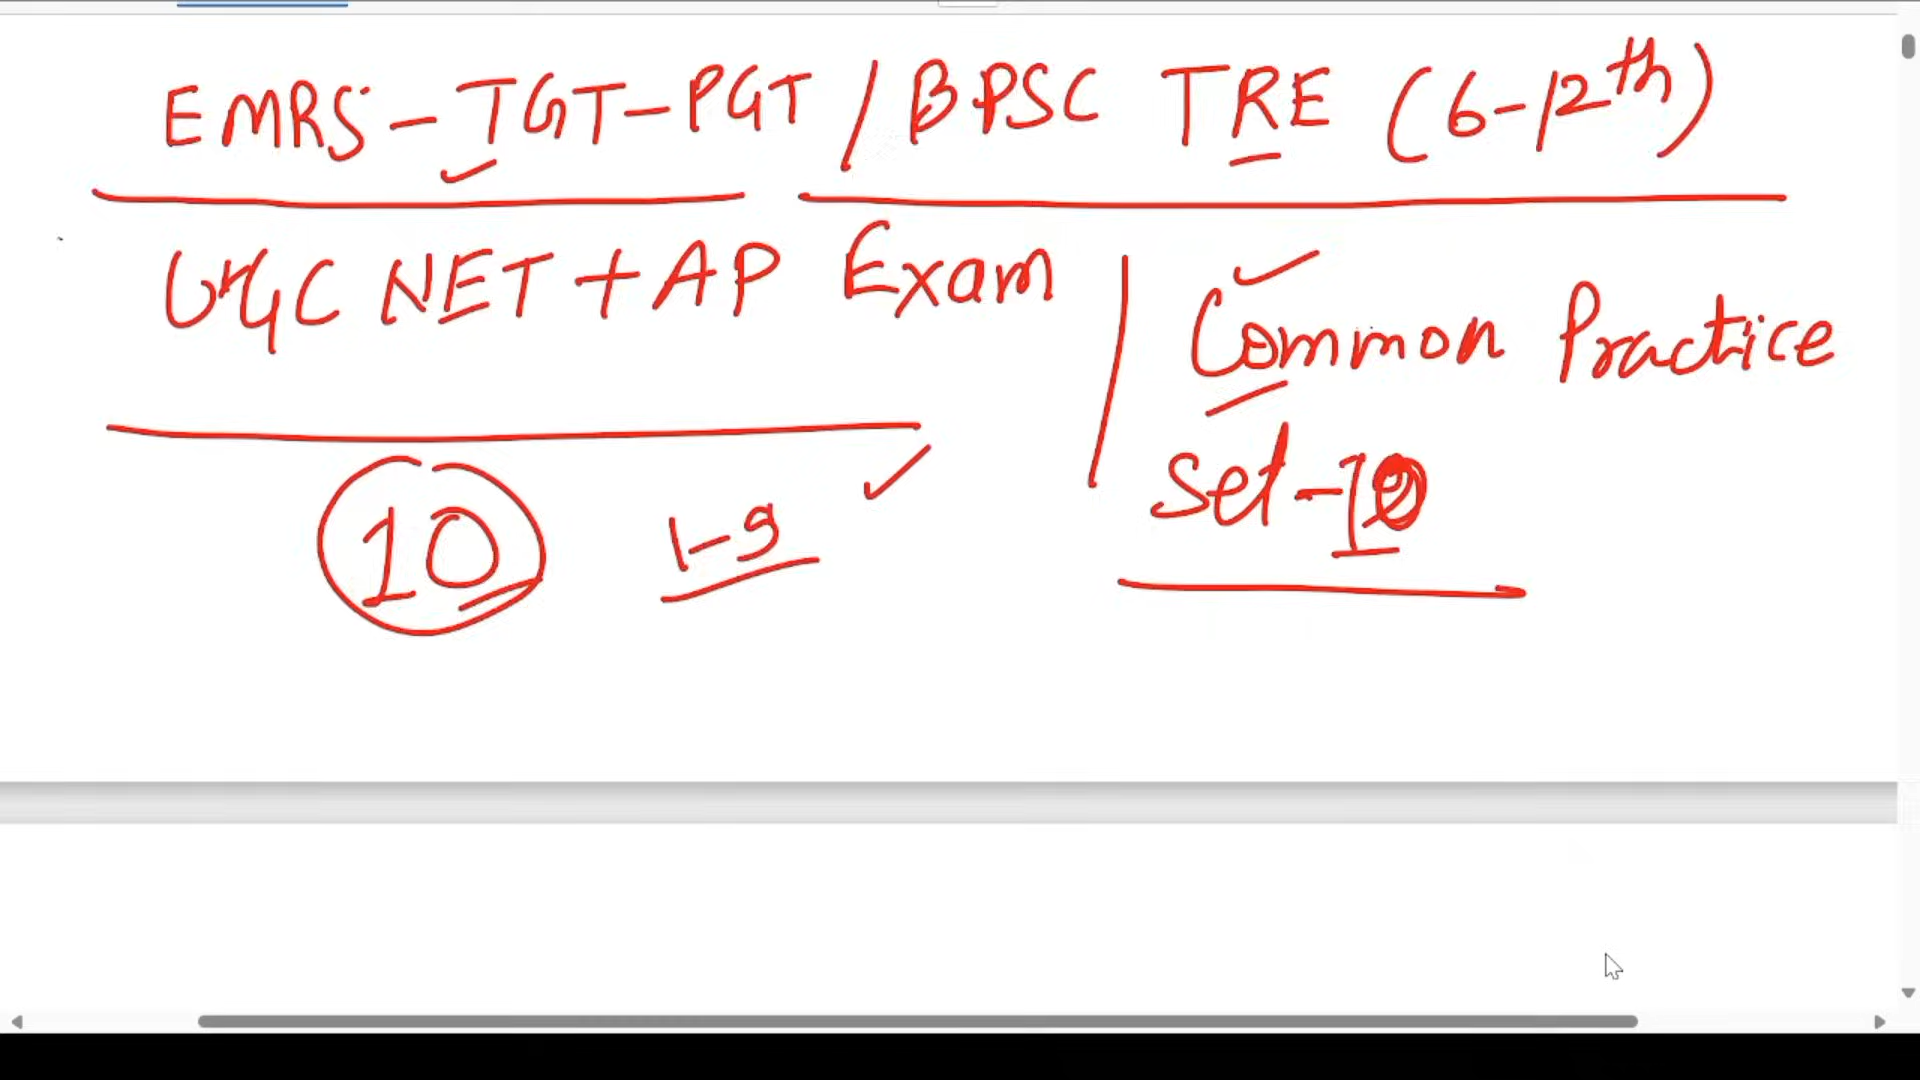 EMRS-TGT-PGT / BPSC TRE (6-12th)
UGC NET + AP Exam
Common Practice
Set-10
10
1-9